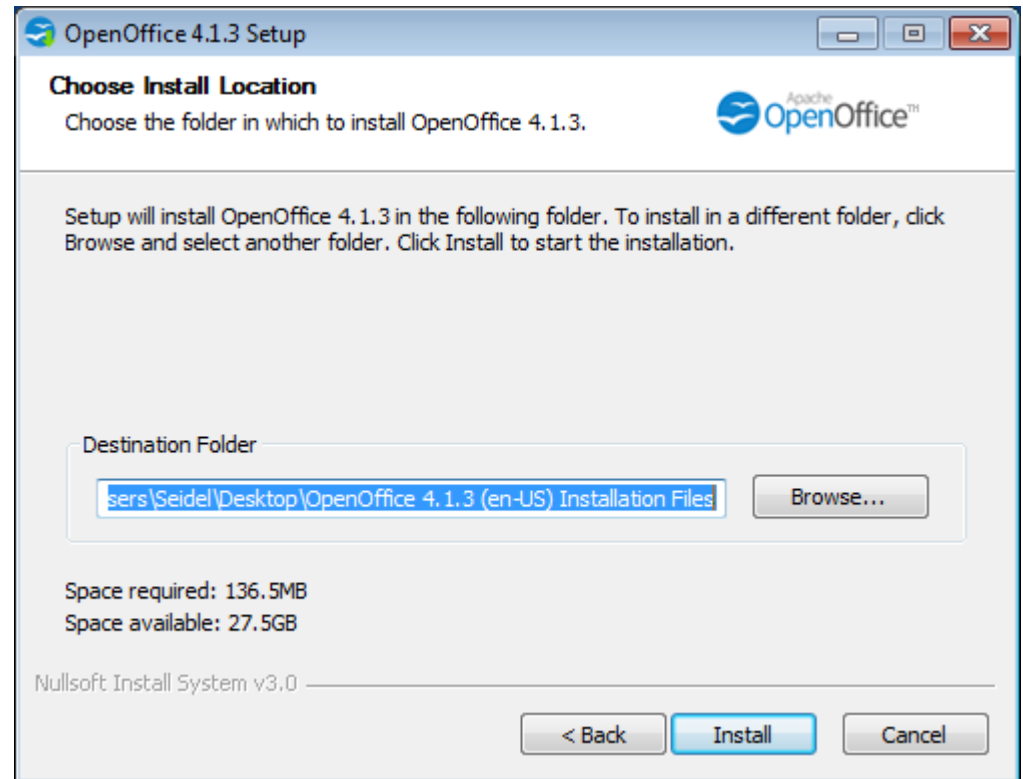 OpenOffice 4.1.3 Setup
Choose Install Location
Choose the folder in which to install OpenOffice 4.1.3.
Apache
OpenOffice™
Setup will install OpenOffice 4.1.3 in the following folder. To install in a different folder, click
Browse and select another folder. Click Install to start the installation.
Destination Folder
sers\Seidel\Desktop\OpenOffice 4.1.3 (en-US) Installation Files
Browse...
Space required: 136.5MB
Space available: 27.5GB
Nullsoft Install System v3.0
< Back
Install
Cancel